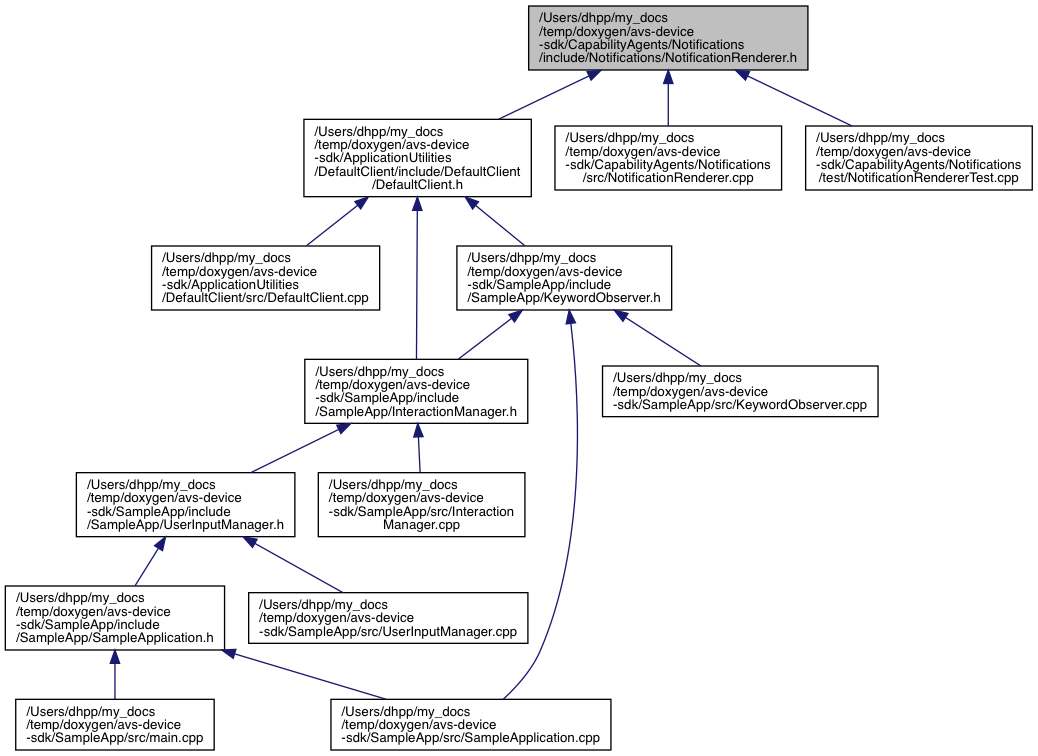 /Users/dhpp/my_docs
/temp/doxygen/avs-device
-sdk/CapabilityAgents/Notifications
/include/Notifications/NotificationRenderer.h
/Users/dhpp/my_docs
/temp/doxygen/avs-device
-sdk/ApplicationUtilities
/DefaultClient/include/DefaultClient
/DefaultClient.h
/Users/dhpp/my_docs
/temp/doxygen/avs-device
-sdk/CapabilityAgents/Notifications
/src/NotificationRenderer.cpp
/Users/dhpp/my_docs
/temp/doxygen/avs-device
-sdk/CapabilityAgents/Notifications
/test/NotificationRendererTest.cpp
/Users/dhpp/my_docs
/temp/doxygen/avs-device
-sdk/ApplicationUtilities
/DefaultClient/src/DefaultClient.cpp
/Users/dhpp/my_docs
/temp/doxygen/avs-device
-sdk/SampleApp/include
/SampleApp/KeywordObserver.h
/Users/dhpp/my_docs
/temp/doxygen/avs-device
-sdk/SampleApp/include
/SampleApp/InteractionManager.h
/Users/dhpp/my_docs
/temp/doxygen/avs-device
-sdk/SampleApp/src/KeywordObserver.cpp
/Users/dhpp/my_docs
/temp/doxygen/avs-device
-sdk/SampleApp/include
/SampleApp/UserInputManager.h
/Users/dhpp/my_docs
/temp/doxygen/avs-device
-sdk/SampleApp/src/Interaction
Manager.cpp
/Users/dhpp/my_docs
/temp/doxygen/avs-device
-sdk/SampleApp/include
/SampleApp/SampleApplication.h
/Users/dhpp/my_docs
/temp/doxygen/avs-device
-sdk/SampleApp/src/UserInputManager.cpp
/Users/dhpp/my_docs
/temp/doxygen/avs-device
-sdk/SampleApp/src/main.cpp
/Users/dhpp/my_docs
/temp/doxygen/avs-device
-sdk/SampleApp/src/SampleApplication.cpp